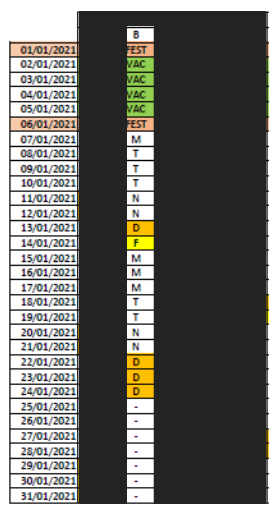 B
01/01/2021 FEST
02/01/2021 VAC
03/01/2021 VAC
04/01/2021 VAC
05/01/2021 VAC
06/01/2021 FEST
07/01/2021 M
08/01/2021 T
09/01/2021 T
10/01/2021 T
11/01/2021 N
12/01/2021 N
13/01/2021 D
14/01/2021 F
15/01/2021 M
16/01/2021 M
17/01/2021 M
18/01/2021 T
19/01/2021 T
20/01/2021 N
21/01/2021 N
22/01/2021 D
23/01/2021 D
24/01/2021 D
25/01/2021 -
26/01/2021 -
27/01/2021 -
28/01/2021 -
29/01/2021 -
30/01/2021 -
31/01/2021 -